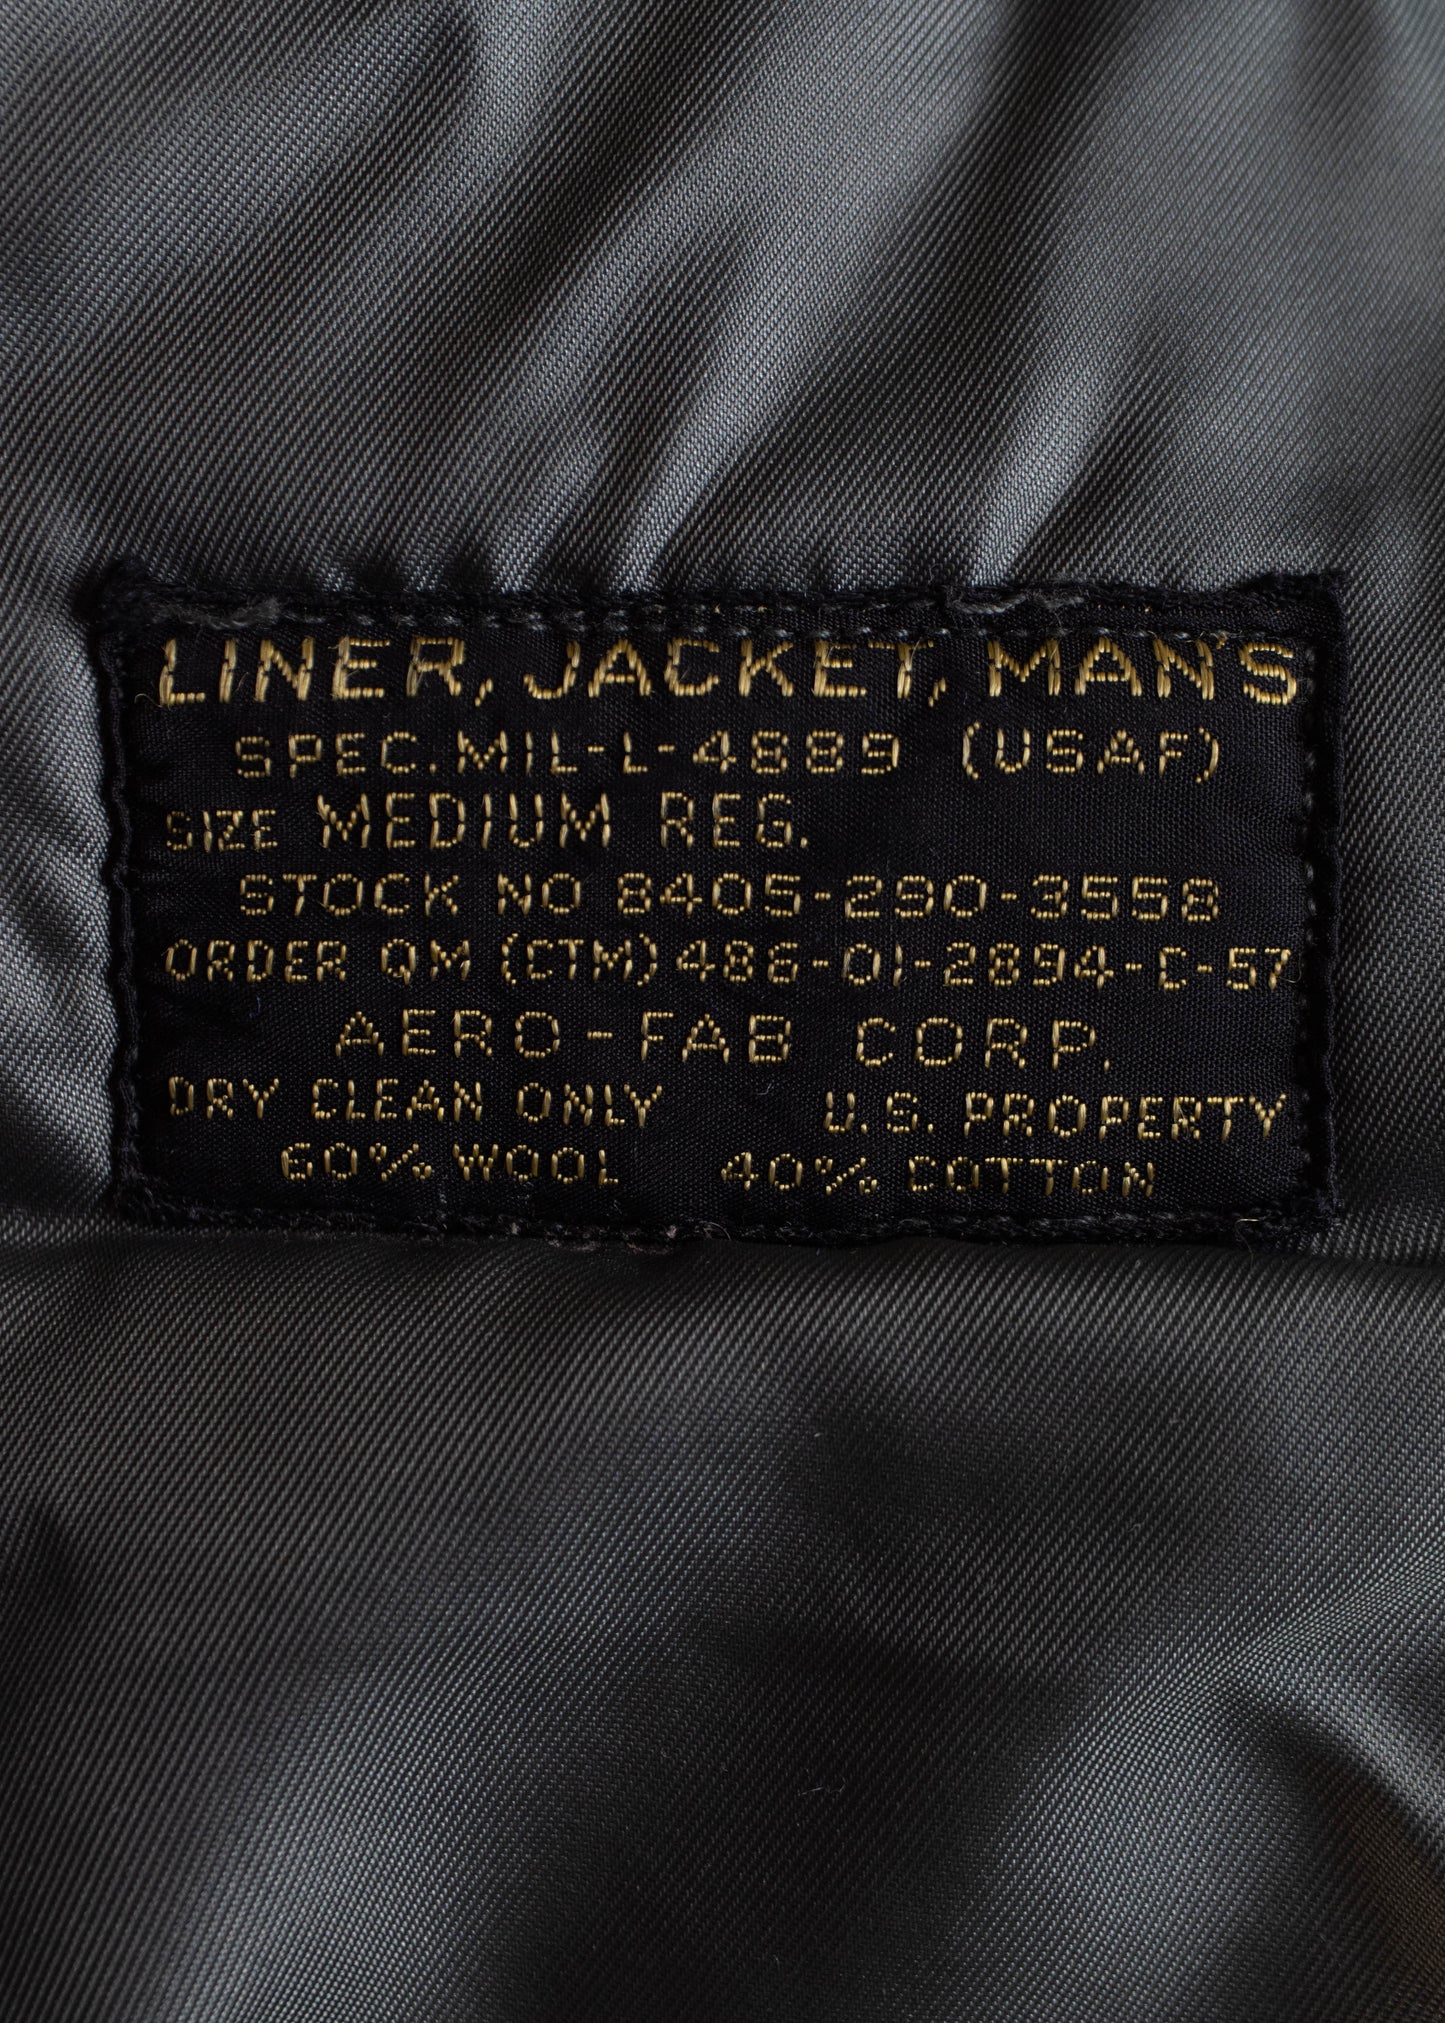 LINER, JACKET, MAN'S
SPEC. MIL-L-4889 (USAF)
SIZE MEDIUM REG.
STOCK NO 8405-290-3558
ORDER QM (CTM) 486-01-2894-C-57
AERO-FAB CORP.
DRY CLEAN ONLY U.S. PROPERTY
60% WOOL 40% COTTON